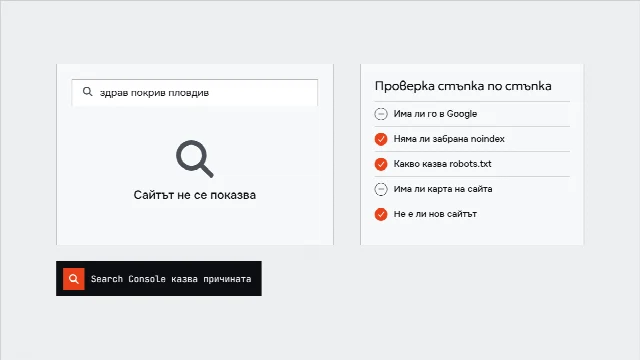 здрав покрив пловдив
Сайтът не се показва
Проверка стъпка по стъпка
Има ли го в Google
Няма ли забрана noindex
Какво казва robots.txt
Има ли карта на сайта
Не е ли нов сайтът
Search Console казва причината